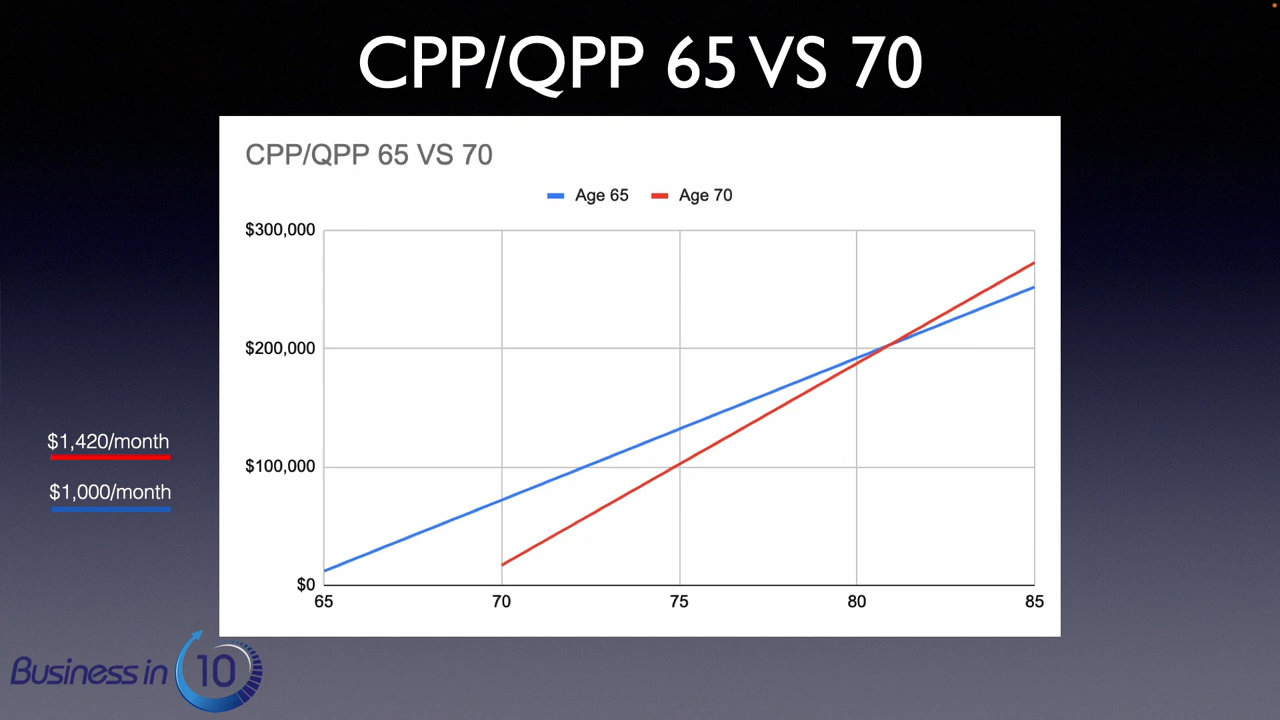 CPP/QPP 65 VS 70
CPP/QPP 65 VS 70
Age 65 Age 70
$300,000
$200,000
$100,000
$0
65 70 75 80 85
$1,420/month
$1,000/month
Business in 10